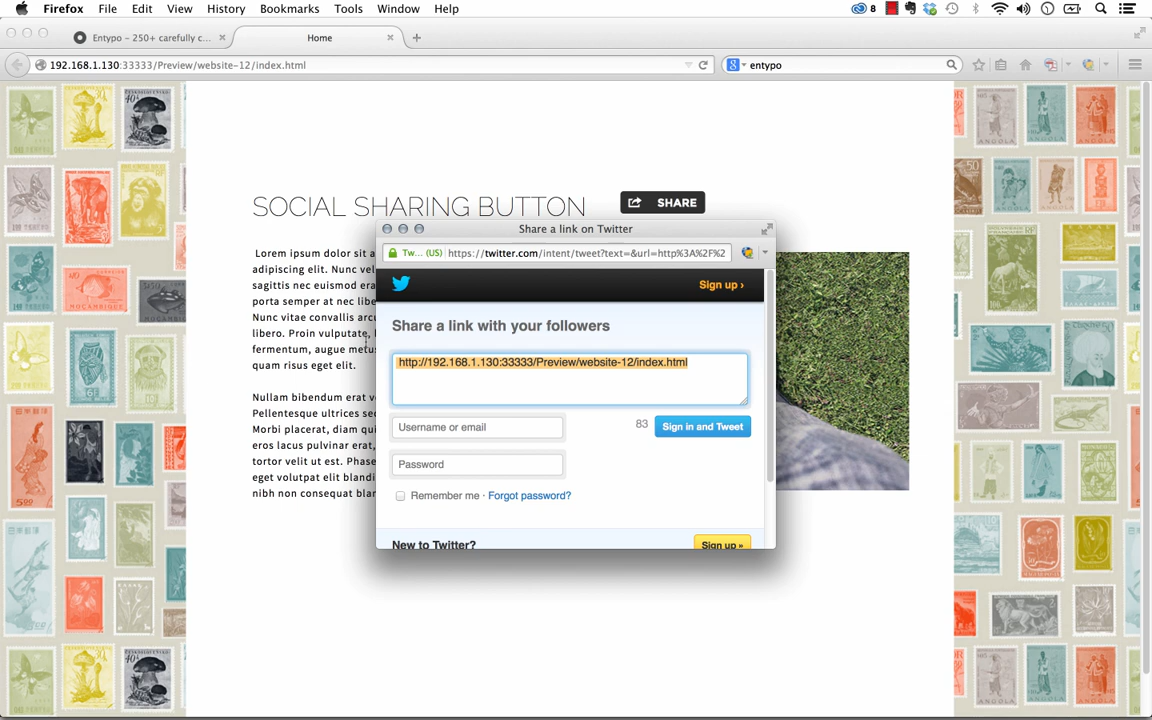 Firefox File Edit View History Bookmarks Tools Window Help 8
Entypo – 250+ carefully c... Home
192.168.1.130:33333/Preview/website-12/index.html entypo
SOCIAL SHARING BUTTON SHARE
Share a link on Twitter
Tw... (US) https://twitter.com/intent/tweet?text=&url=http%3A%2F%2
Sign up ›
Share a link with your followers
http://192.168.1.130:33333/Preview/website-12/index.html
Username or email 83 Sign in and Tweet
Password
Remember me · Forgot password?
New to Twitter? Sign up »
Lorem ipsum dolor sit a
adipiscing elit. Nunc vel
sagittis nec euismod era
porta semper at nec libe
Nunc vitae convallis arcu
libero. Proin vulputate,
fermentum, augue metus
quam risus eget elit.
Nullam bibendum erat v
Pellentesque ultrices sed
Morbi placerat, diam qui
eros lacus pulvinar erat,
tortor velit ut est. Phase
eget volutpat elit blandi
nibh non consequat blan